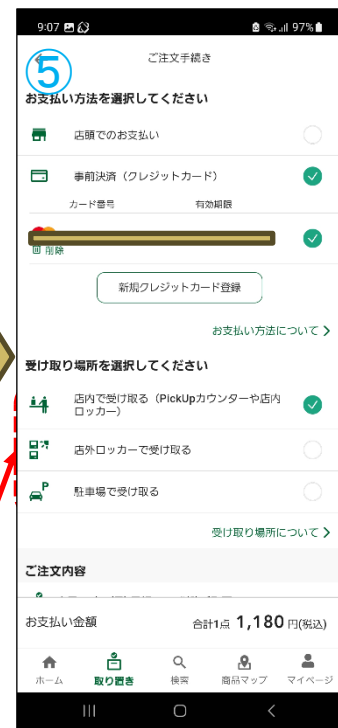 9:07 97%
⑤
ご注文手続き
お支払い方法を選択してください
店頭でのお支払い
事前決済（クレジットカード）
カード番号 有効期限
削除
新規クレジットカード登録
お支払い方法について
受け取り場所を選択してください
店内で受け取る（PickUpカウンターや店内
ロッカー）
店外ロッカーで受け取る
P
駐車場で受け取る
受け取り場所について
ご注文内容
お支払い金額 合計1点 1,180 円(税込)
ホーム 取り置き 検索 商品マップ マイページ